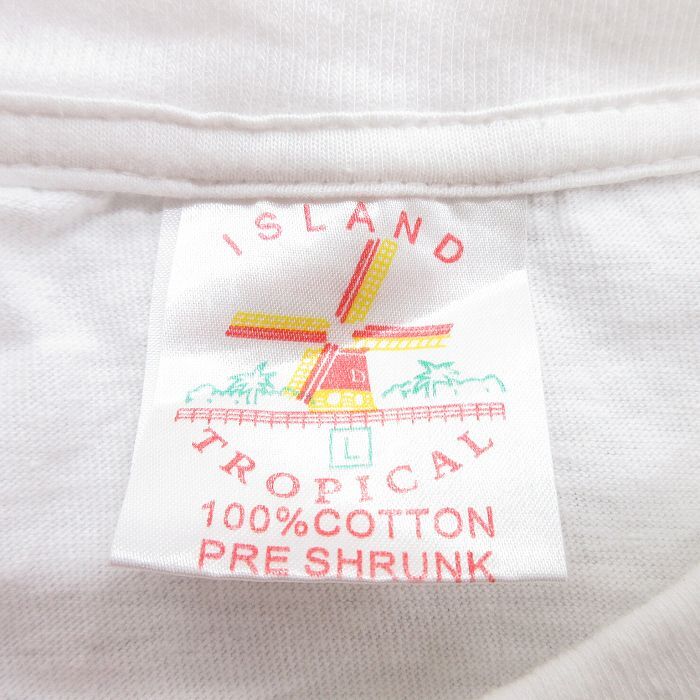 ISLAND
L
TROPICAL
100% COTTON
PRE SHRUNK